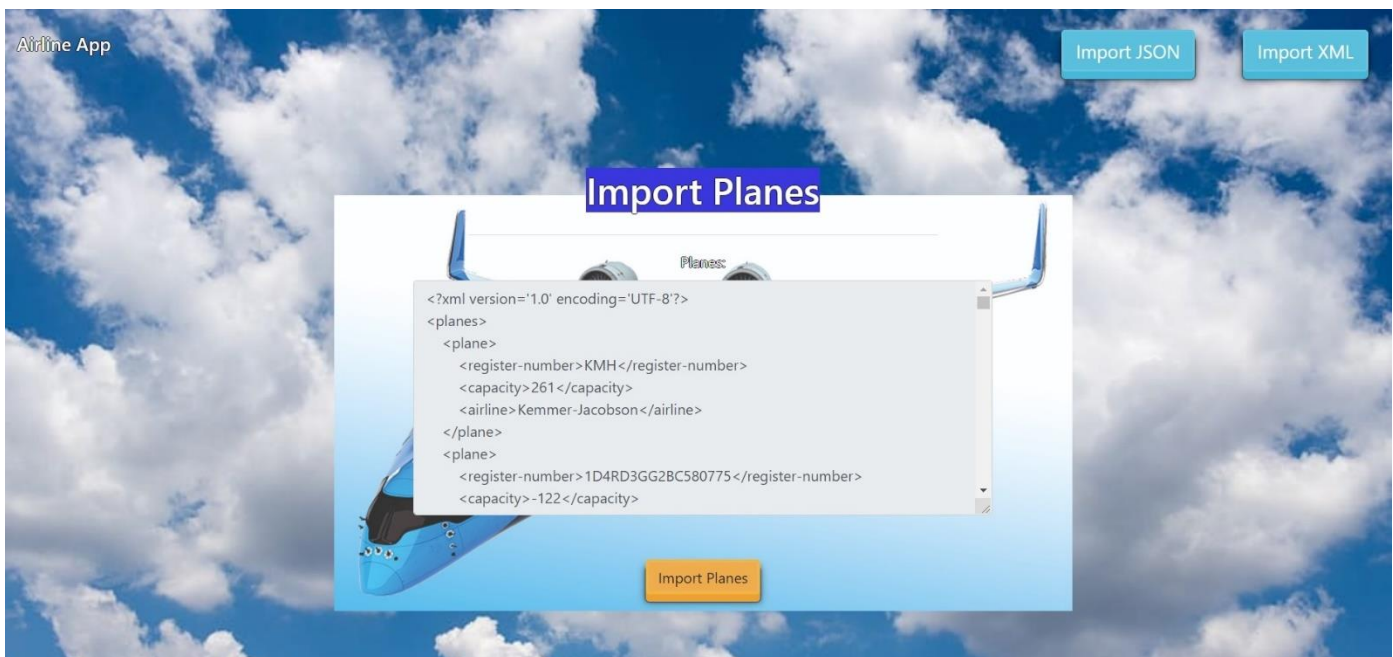 Airline App
Import JSON
Import XML
Import Planes
Planes:
<?xml version='1.0' encoding='UTF-8'?>
<planes>
<plane>
<register-number>KMH</register-number>
<capacity>261</capacity>
<airline>Kemmer-Jacobson</airline>
</plane>
<plane>
<register-number>1D4RD3GG2BC580775</register-number>
<capacity>-122</capacity>
Import Planes